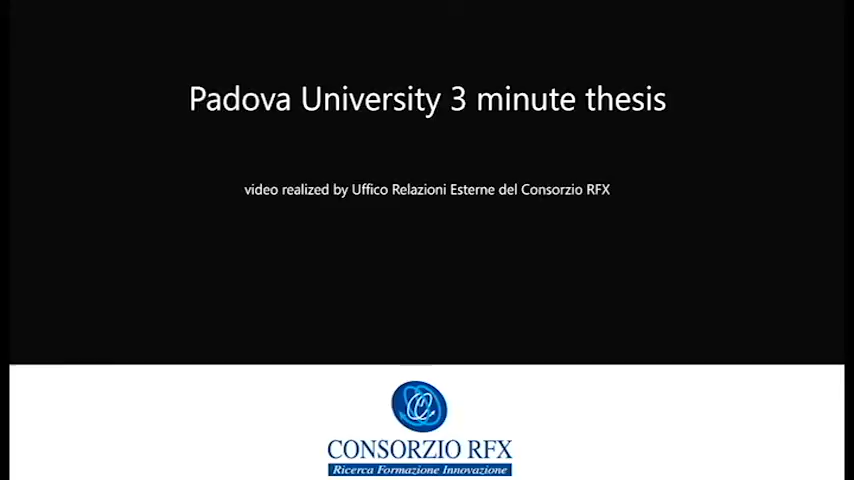 Padova University 3 minute thesis
video realized by Uffico Relazioni Esterne del Consorzio RFX
CONSORZIO RFX
Ricerca Formazione Innovazione